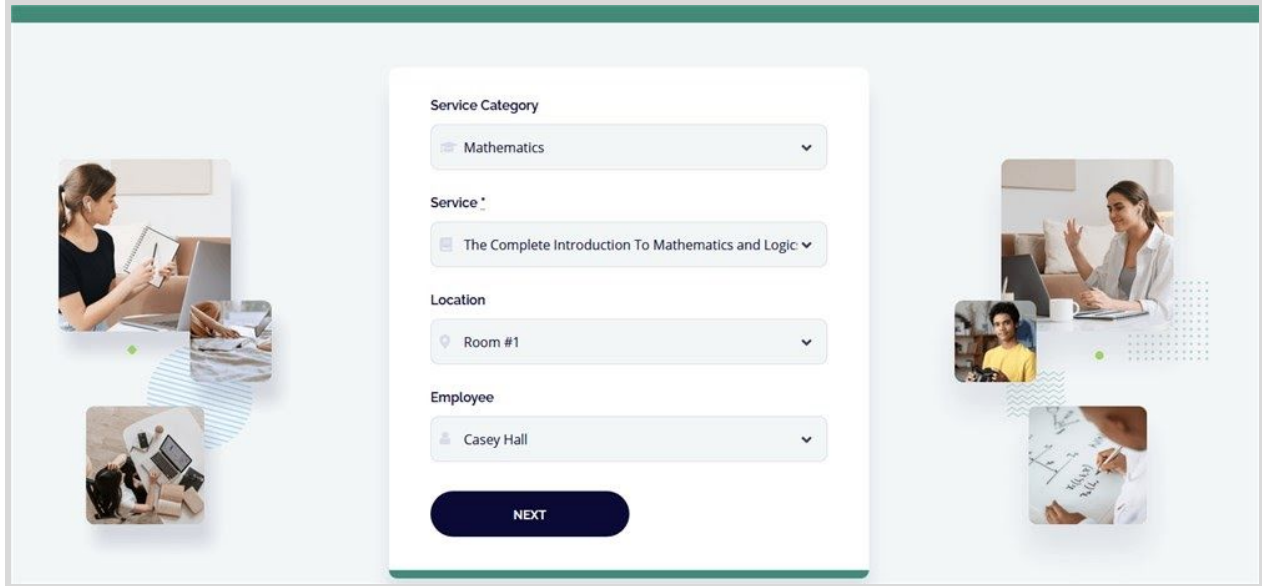 Service Category
Mathematics
Service *
The Complete Introduction To Mathematics and Logic
Location
Room #1
Employee
Casey Hall
NEXT